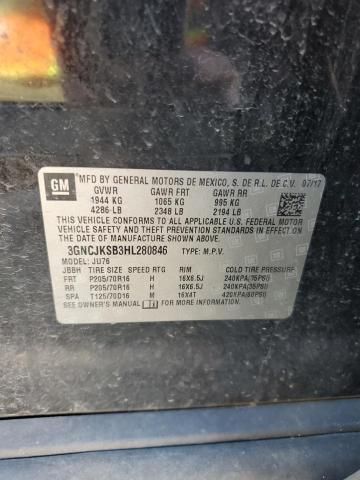 GM
MFD BY GENERAL MOTORS DE MEXICO, S. DE R.L. DE C.V. 07/17
GVWR GAWR FRT GAWR RR
1944 KG 1065 KG 995 KG
4286 LB 2348 LB 2194 LB
THIS VEHICLE CONFORMS TO ALL APPLICABLE U.S. FEDERAL MOTOR
VEHICLE SAFETY AND THEFT PREVENTION STANDARDS IN EFFECT
ON THE DATE OF MANUFACTURE SHOWN ABOVE.
3GNCJKSB3HL280846 TYPE: M.P.V.
MODEL: JU76
JBBH TIRE SIZE SPEED RTG RIM COLD TIRE PRESSURE
FRT P205/70R16 H 16X6.5J 240KPA(35PSI)
RR P205/70R16 H 16X6.5J 240KPA(35PSI)
SPA T125/70D16 M 16X4T 420KPA(60PSI)
SEE OWNER'S MANUAL FOR MORE INFORMATION.